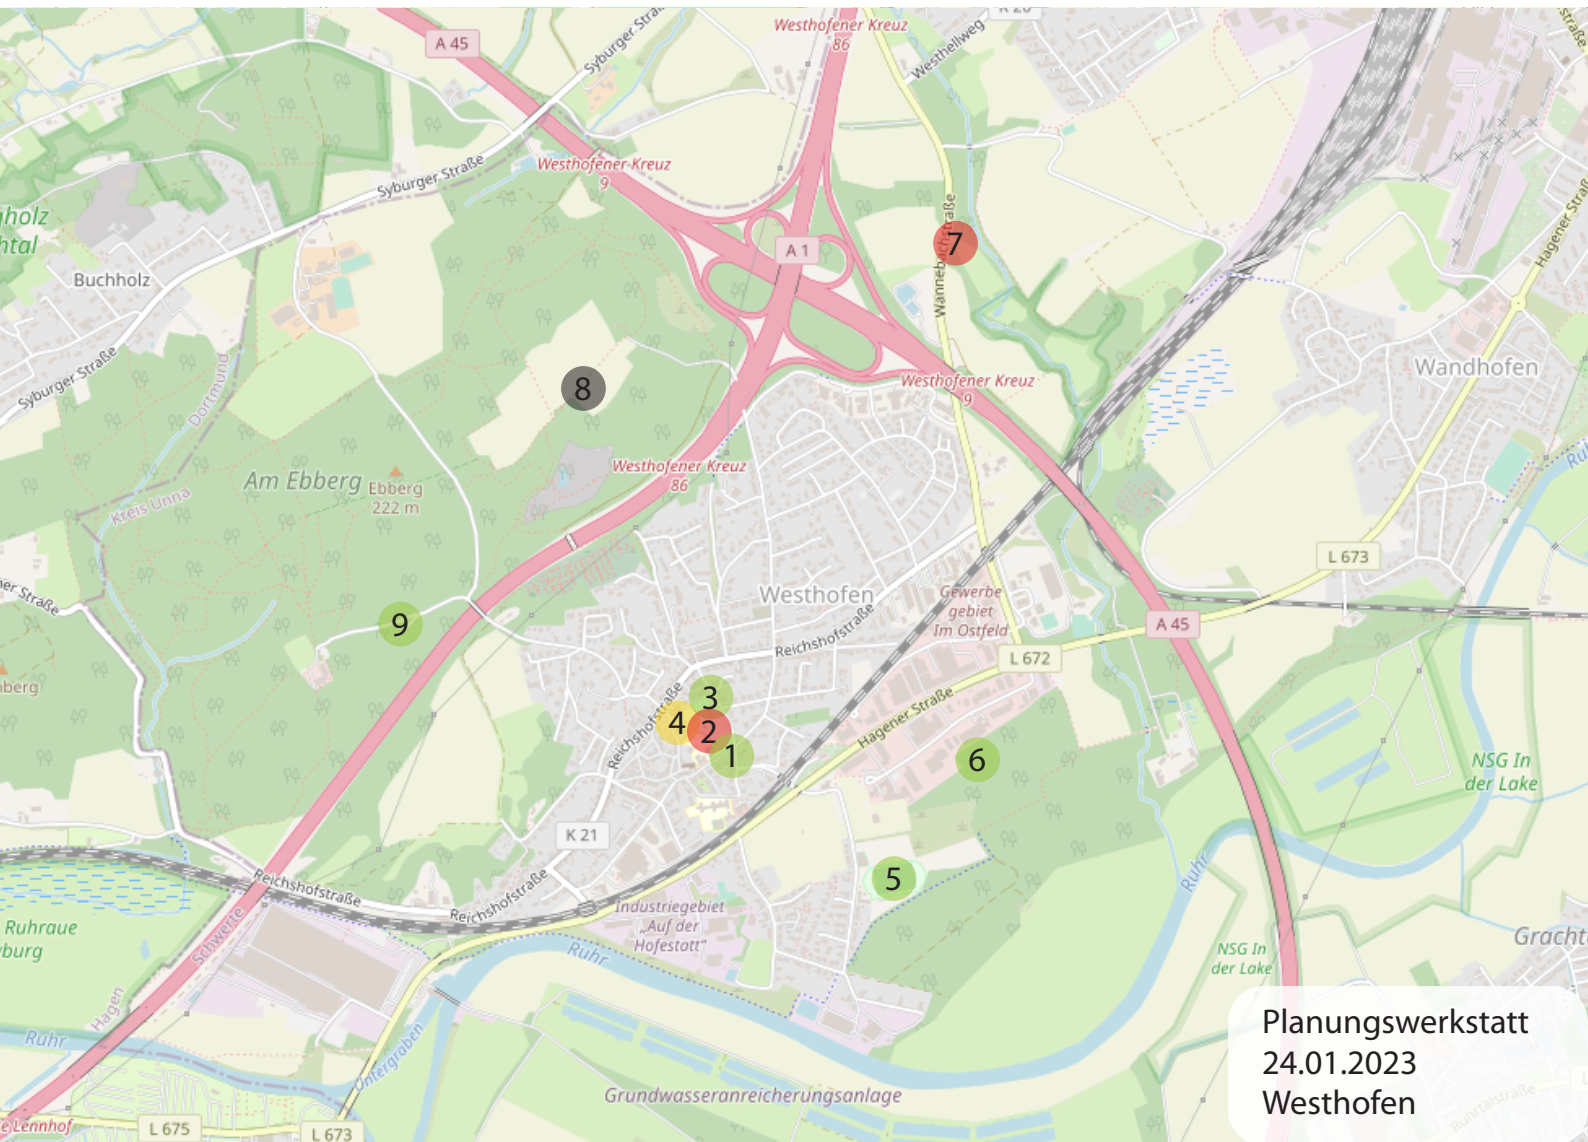 Westhofener Kreuz
86
A 45
Syburger Straße
Westhellweg
Westhofener Kreuz
9
Syburger Straße
Wannebachstraße
7
Hagener Straße
A 1
Buchholz
Syburger Straße
Dortmund
Wandhofen
8
Westhofener Kreuz
9
Westhofener Kreuz
86
Am Ebberg
Ebberg
222 m
Kreis Unna
L 673
Westhofen
Gewerbe
gebiet
Im Ostfeld
9
Reichshofstraße
A 45
L 672
3
4
2
1
Reichshofstraße
Hagener Straße
6
NSG In
der Lake
K 21
5
Ruhr
Reichshofstraße
Reichshofstraße
Industriegebiet
„Auf der
Hofestatt"
Schwerte
Hagen
Ruhraue
Ruhr
NSG In
der Lake
Ruhr
Untergraben
Grundwasseranreicherungsanlage
L 675
L 673
Planungswerkstatt
24.01.2023
Westhofen
Ruhrtalstraße